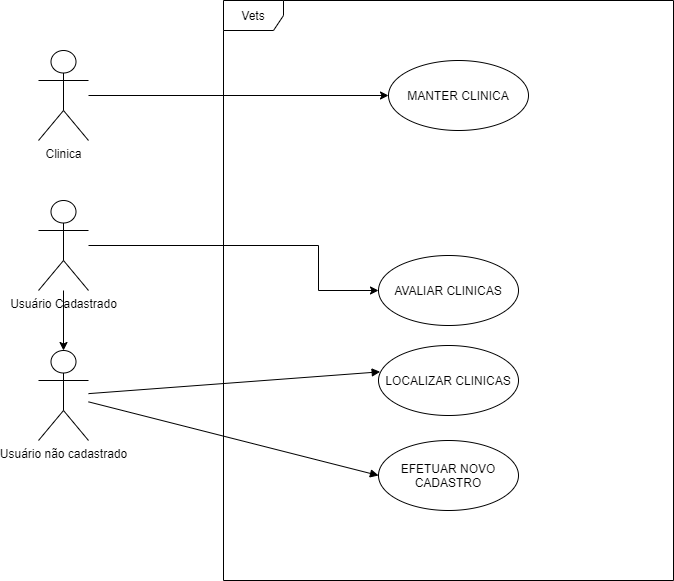 Vets
MANTER CLINICA
Clinica
AVALIAR CLINICAS
Usuário Cadastrado
LOCALIZAR CLINICAS
Usuário não cadastrado
EFETUAR NOVO
CADASTRO